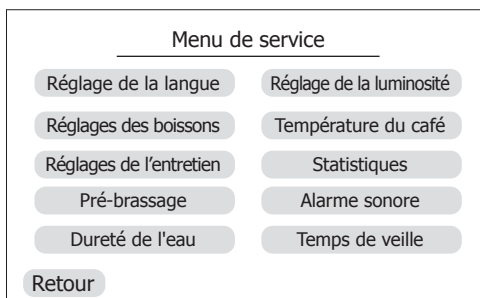 Menu de service
Réglage de la langue
Réglage de la luminosité
Réglages des boissons
Température du café
Réglages de l’entretien
Statistiques
Pré-brassage
Alarme sonore
Dureté de l'eau
Temps de veille
Retour